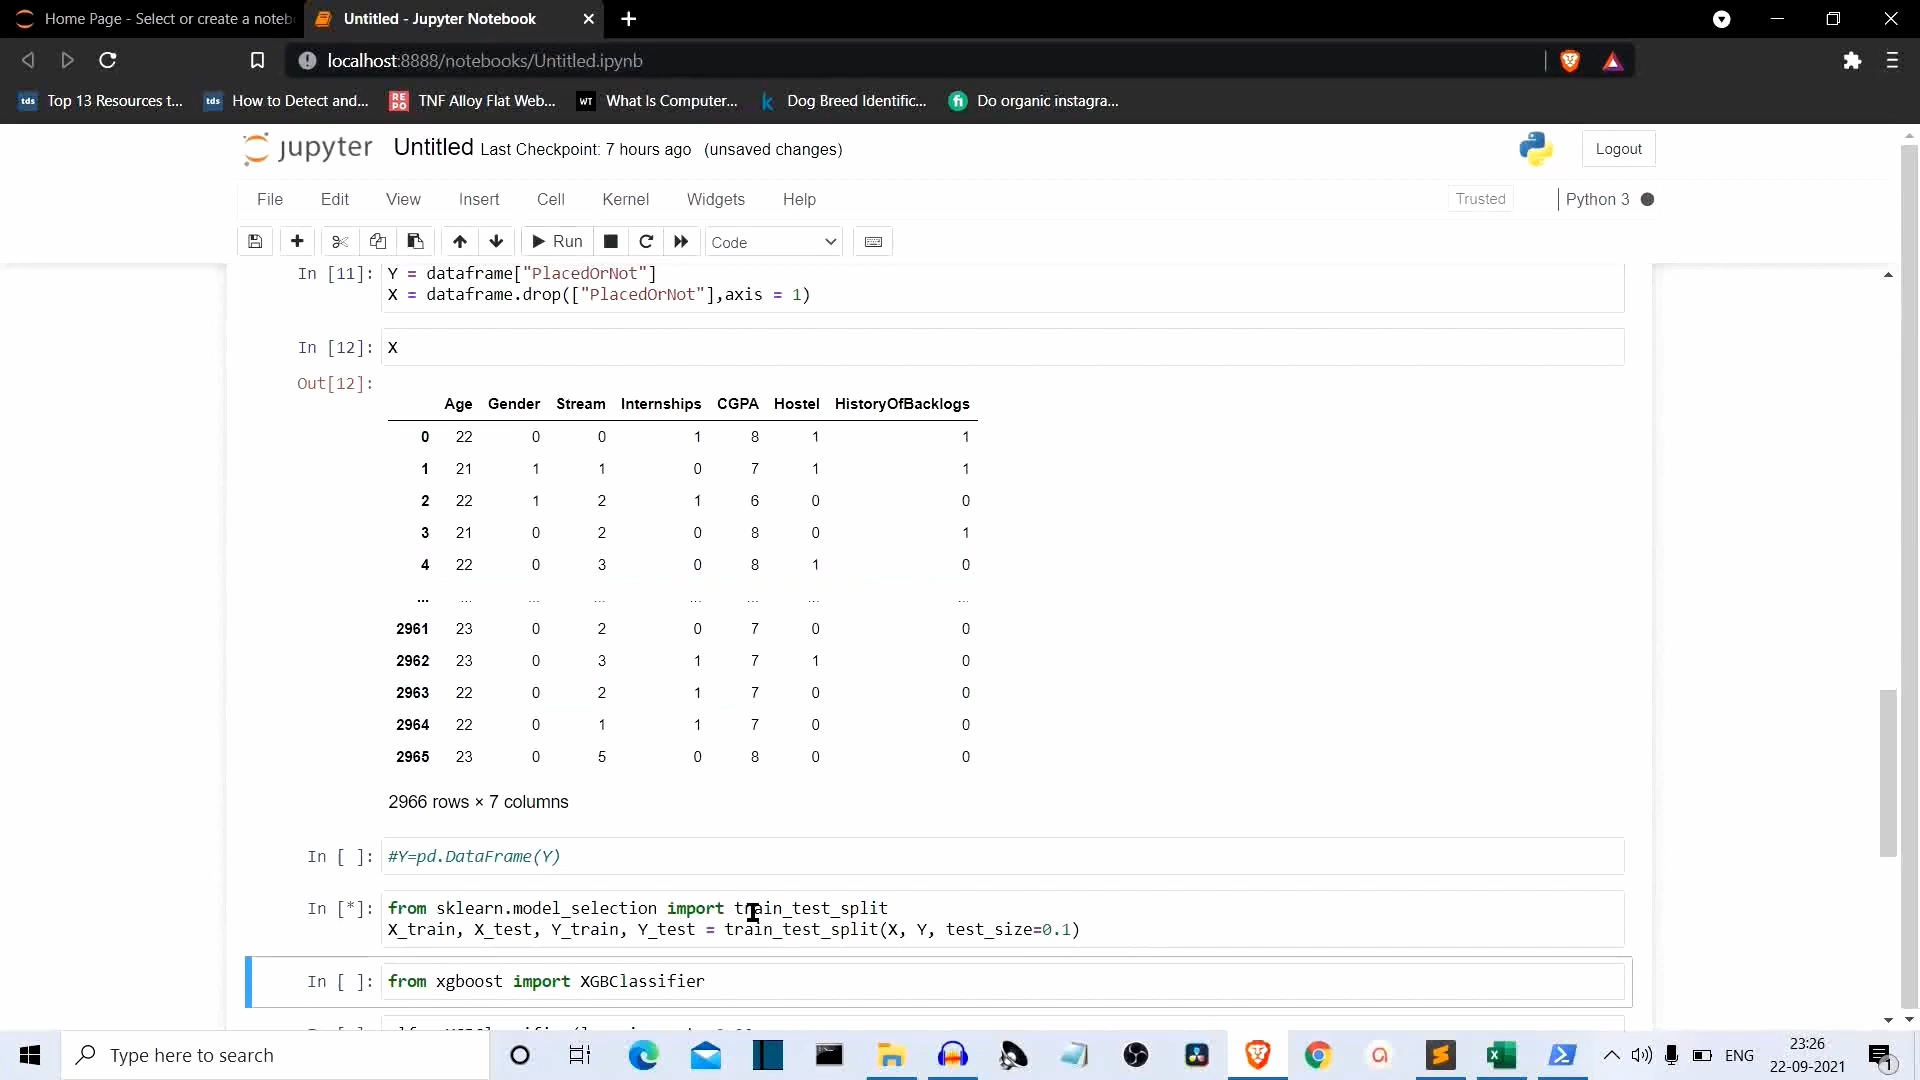 Home Page - Select or create a noteb
Untitled - Jupyter Notebook
localhost:8888/notebooks/Untitled.ipynb
tds Top 13 Resources t...
tds How to Detect and...
RE PO TNF Alloy Flat Web...
WT What Is Computer...
k Dog Breed Identific...
fi Do organic instagra...
jupyter Untitled Last Checkpoint: 7 hours ago (unsaved changes)
Logout
File Edit View Insert Cell Kernel Widgets Help
Trusted Python 3
Run Code
In [11]: Y = dataframe["PlacedOrNot"]
X = dataframe.drop(["PlacedOrNot"],axis = 1)
In [12]: X
Out[12]:
Age Gender Stream Internships CGPA Hostel HistoryOfBacklogs
0 22 0 0 1 8 1 1
1 21 1 1 0 7 1 1
2 22 1 2 1 6 0 0
3 21 0 2 0 8 0 1
4 22 0 3 0 8 1 0
... ... ... ... ... ... ... ...
2961 23 0 2 0 7 0 0
2962 23 0 3 1 7 1 0
2963 22 0 2 1 7 0 0
2964 22 0 1 1 7 0 0
2965 23 0 5 0 8 0 0
2966 rows × 7 columns
In [ ]: #Y=pd.DataFrame(Y)
In [*]: from sklearn.model_selection import train_test_split
X_train, X_test, Y_train, Y_test = train_test_split(X, Y, test_size=0.1)
In [ ]: from xgboost import XGBClassifier
Type here to search
ENG
23:26
22-09-2021
1